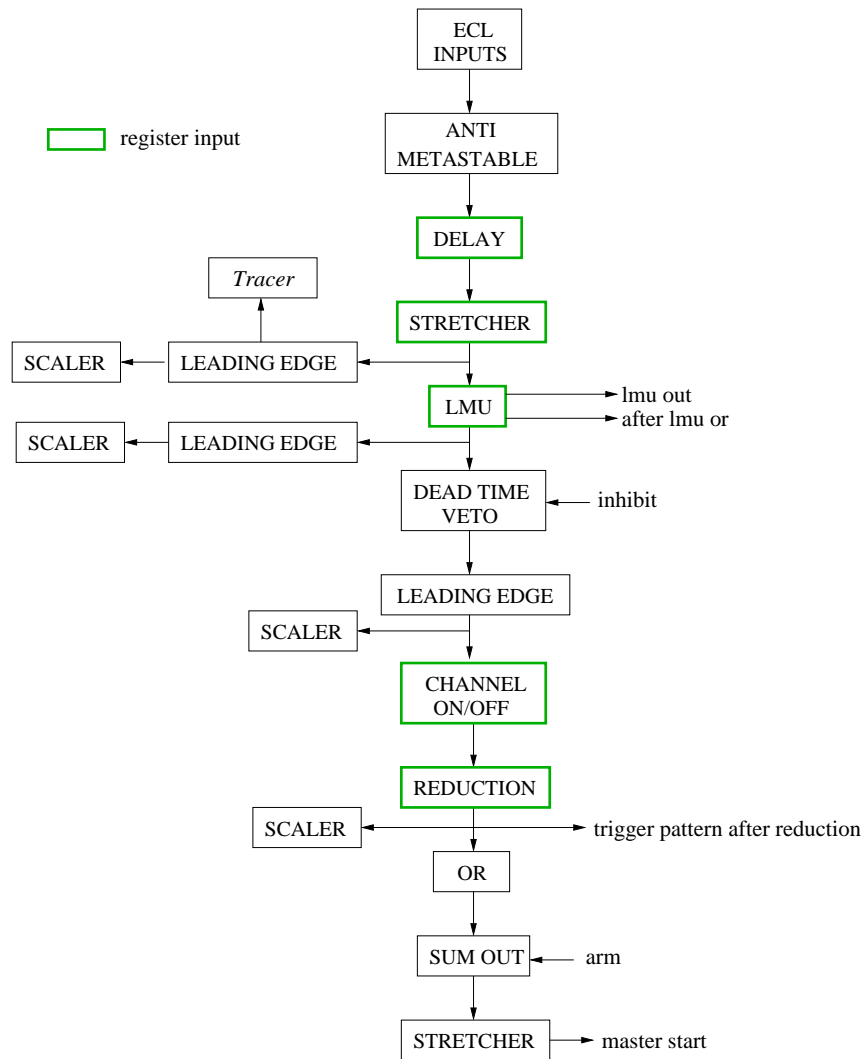 ECL
INPUTS
ANTI
METASTABLE
register input
DELAY
Tracer
STRETCHER
SCALER
LEADING EDGE
LMU
lmu out
after lmu or
SCALER
LEADING EDGE
DEAD TIME
VETO
inhibit
LEADING EDGE
SCALER
CHANNEL
ON/OFF
REDUCTION
SCALER
trigger pattern after reduction
OR
SUM OUT
arm
STRETCHER
master start